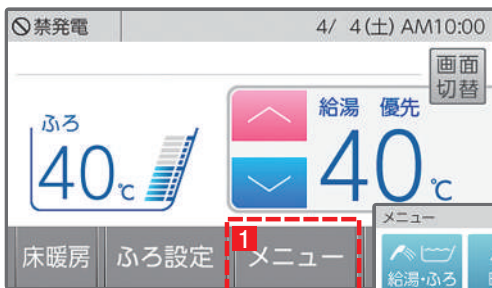 禁発電 4/ 4(土) AM10:00
画面
切替
ふろ
40℃
給湯 優先
40℃
床暖房 ふろ設定 1 メニュー
メニュー
給湯・ふろ